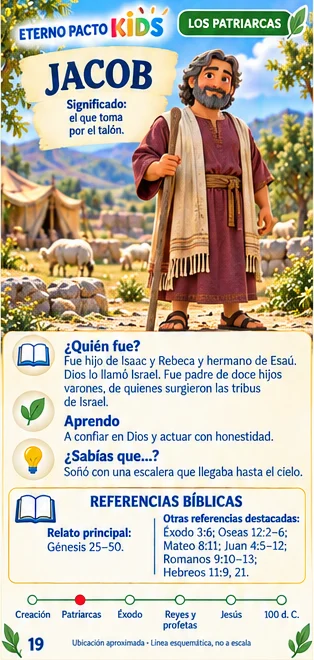 ETERNO PACTO KIDS
LOS PATRIARCAS
JACOB
Significado:
el que toma
por el talón.
¿Quién fue?
Fue hijo de Isaac y Rebeca y hermano de Esaú.
Dios lo llamó Israel. Fue padre de doce hijos
varones, de quienes surgieron las tribus
de Israel.
Aprendo
A confiar en Dios y actuar con honestidad.
¿Sabías que...?
Soñó con una escalera que llegaba hasta el cielo.
REFERENCIAS BÍBLICAS
Relato principal:
Génesis 25–50.
Otras referencias destacadas:
Éxodo 3:6; Oseas 12:2–6;
Mateo 8:11; Juan 4:5–12;
Romanos 9:10–13;
Hebreos 11:9, 21.
Creación
Patriarcas
Éxodo
Reyes y
profetas
Jesús
100 d. C.
19
Ubicación aproximada • Línea esquemática, no a escala